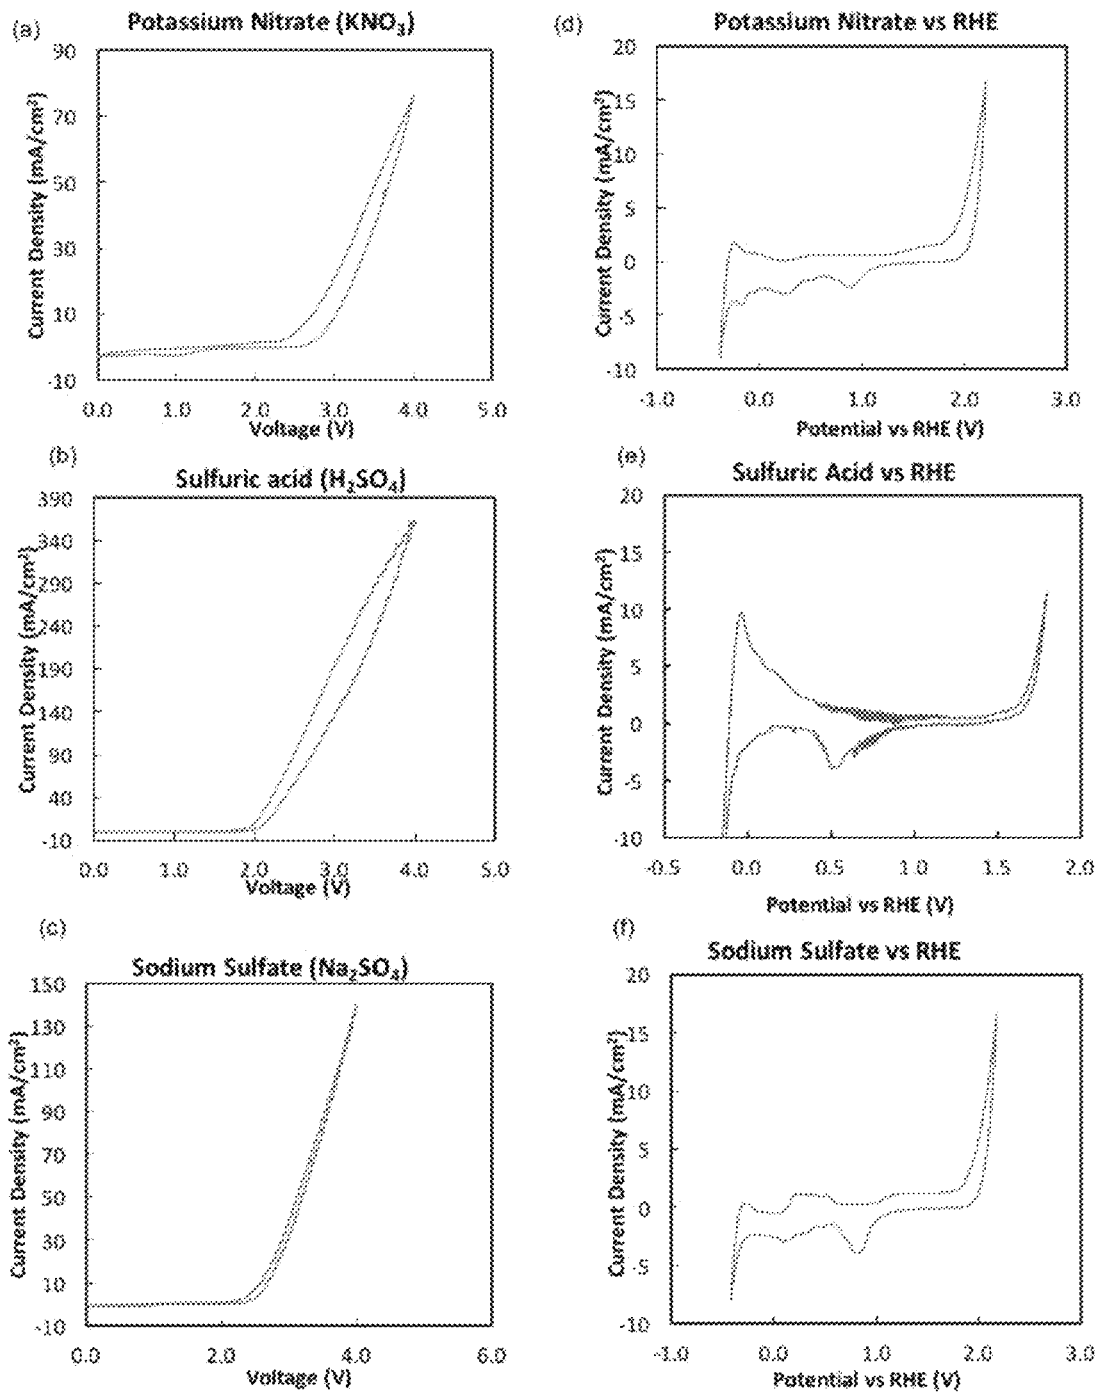 (a) Potassium Nitrate (KNO₃)
Current Density (mA/cm²)
90
70
50
30
10
-10
0.0 1.0 2.0 3.0 4.0 5.0
Voltage (V)
(d) Potassium Nitrate vs RHE
Current Density (mA/cm²)
20
15
10
5
0
-5
-10
-1.0 0.0 1.0 2.0 3.0
Potential vs RHE (V)
(b) Sulfuric acid (H₂SO₄)
Current Density (mA/cm²)
390
340
290
240
190
140
90
40
-10
0.0 1.0 2.0 3.0 4.0 5.0
Voltage (V)
(e) Sulfuric Acid vs RHE
Current Density (mA/cm²)
20
15
10
5
0
-5
-10
-0.5 0.0 0.5 1.0 1.5 2.0
Potential vs RHE (V)
(c) Sodium Sulfate (Na₂SO₄)
Current Density (mA/cm²)
150
130
110
90
70
50
30
10
-10
0.0 2.0 4.0 6.0
Voltage (V)
(f) Sodium Sulfate vs RHE
Current Density (mA/cm²)
20
15
10
5
0
-5
-10
-1.0 0.0 1.0 2.0 3.0
Potential vs RHE (V)